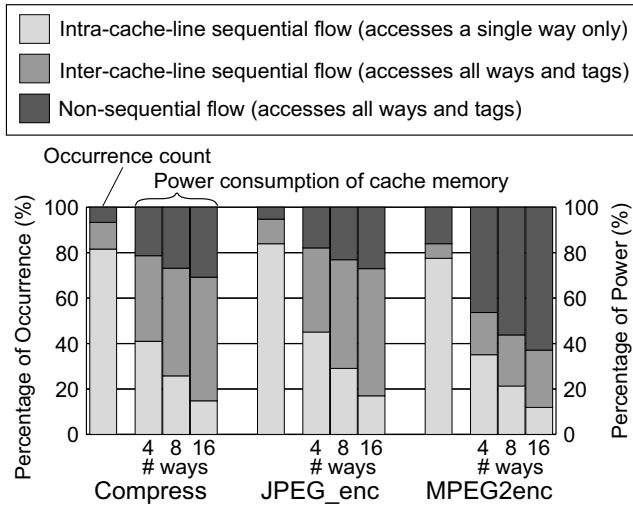 Intra-cache-line sequential flow (accesses a single way only)
Inter-cache-line sequential flow (accesses all ways and tags)
Non-sequential flow (accesses all ways and tags)
Occurrence count
Power consumption of cache memory
Percentage of Occurrence (%)
100
80
60
40
20
0
100
80
60
40
20
0
Percentage of Power (%)
4 8 16
# ways
Compress
4 8 16
# ways
JPEG_enc
4 8 16
# ways
MPEG2enc